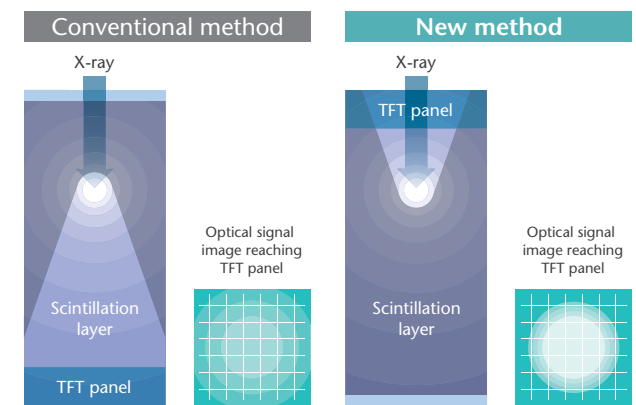 Conventional method
X-ray
Scintillation
layer
TFT panel
Optical signal
image reaching
TFT panel
New method
X-ray
TFT panel
Scintillation
layer
Optical signal
image reaching
TFT panel